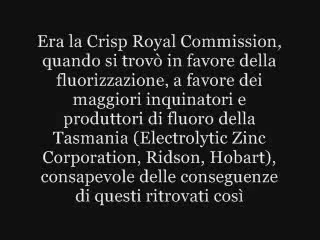 Era la Crisp Royal Commission,
quando si trovò in favore della
fluorizzazione, a favore dei
maggiori inquinatori e
produttori di fluoro della
Tasmania (Electrolytic Zinc
Corporation, Ridson, Hobart),
consapevole delle conseguenze
di questi ritrovati così